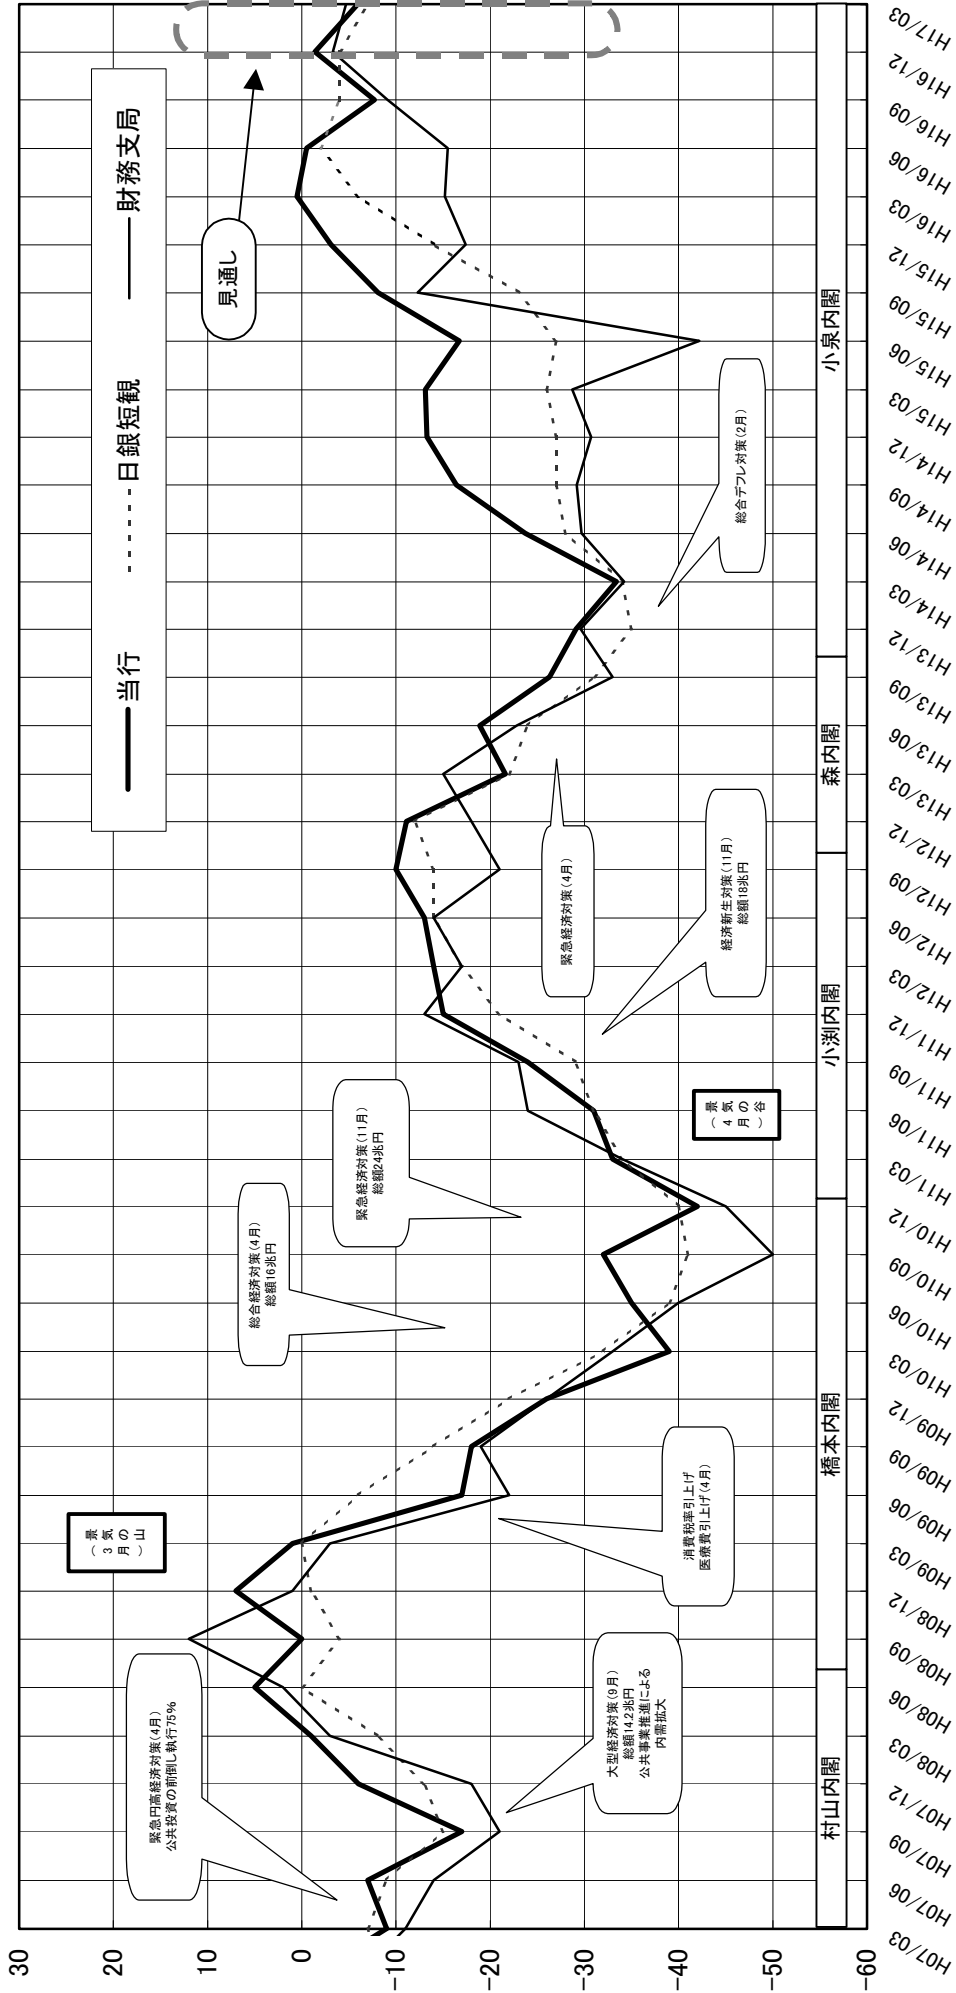 当行
日銀短観
財務支局
見通し
30
20
10
0
-10
-20
-30
-40
-50
-60
緊急円高経済対策(4月)
公共投資の前倒し執行75%
大型経済対策(9月)
総額14.2兆円
公共事業推進による
内需拡大
景気の山
(3月)
消費税率引上げ
医療費引上げ(4月)
総合経済対策(4月)
総額16兆円
緊急経済対策(11月)
総額24兆円
景気の谷
(4月)
経済新生対策(11月)
総額18兆円
緊急経済対策(4月)
総合デフレ対策(2月)
村山内閣
橋本内閣
小渕内閣
森内閣
小泉内閣
H07/03
H07/06
H07/09
H07/12
H08/03
H08/06
H08/09
H08/12
H09/03
H09/06
H09/09
H09/12
H10/03
H10/06
H10/09
H10/12
H11/03
H11/06
H11/09
H11/12
H12/03
H12/06
H12/09
H12/12
H13/03
H13/06
H13/09
H13/12
H14/03
H14/06
H14/09
H14/12
H15/03
H15/06
H15/09
H15/12
H16/03
H16/06
H16/09
H16/12
H17/03